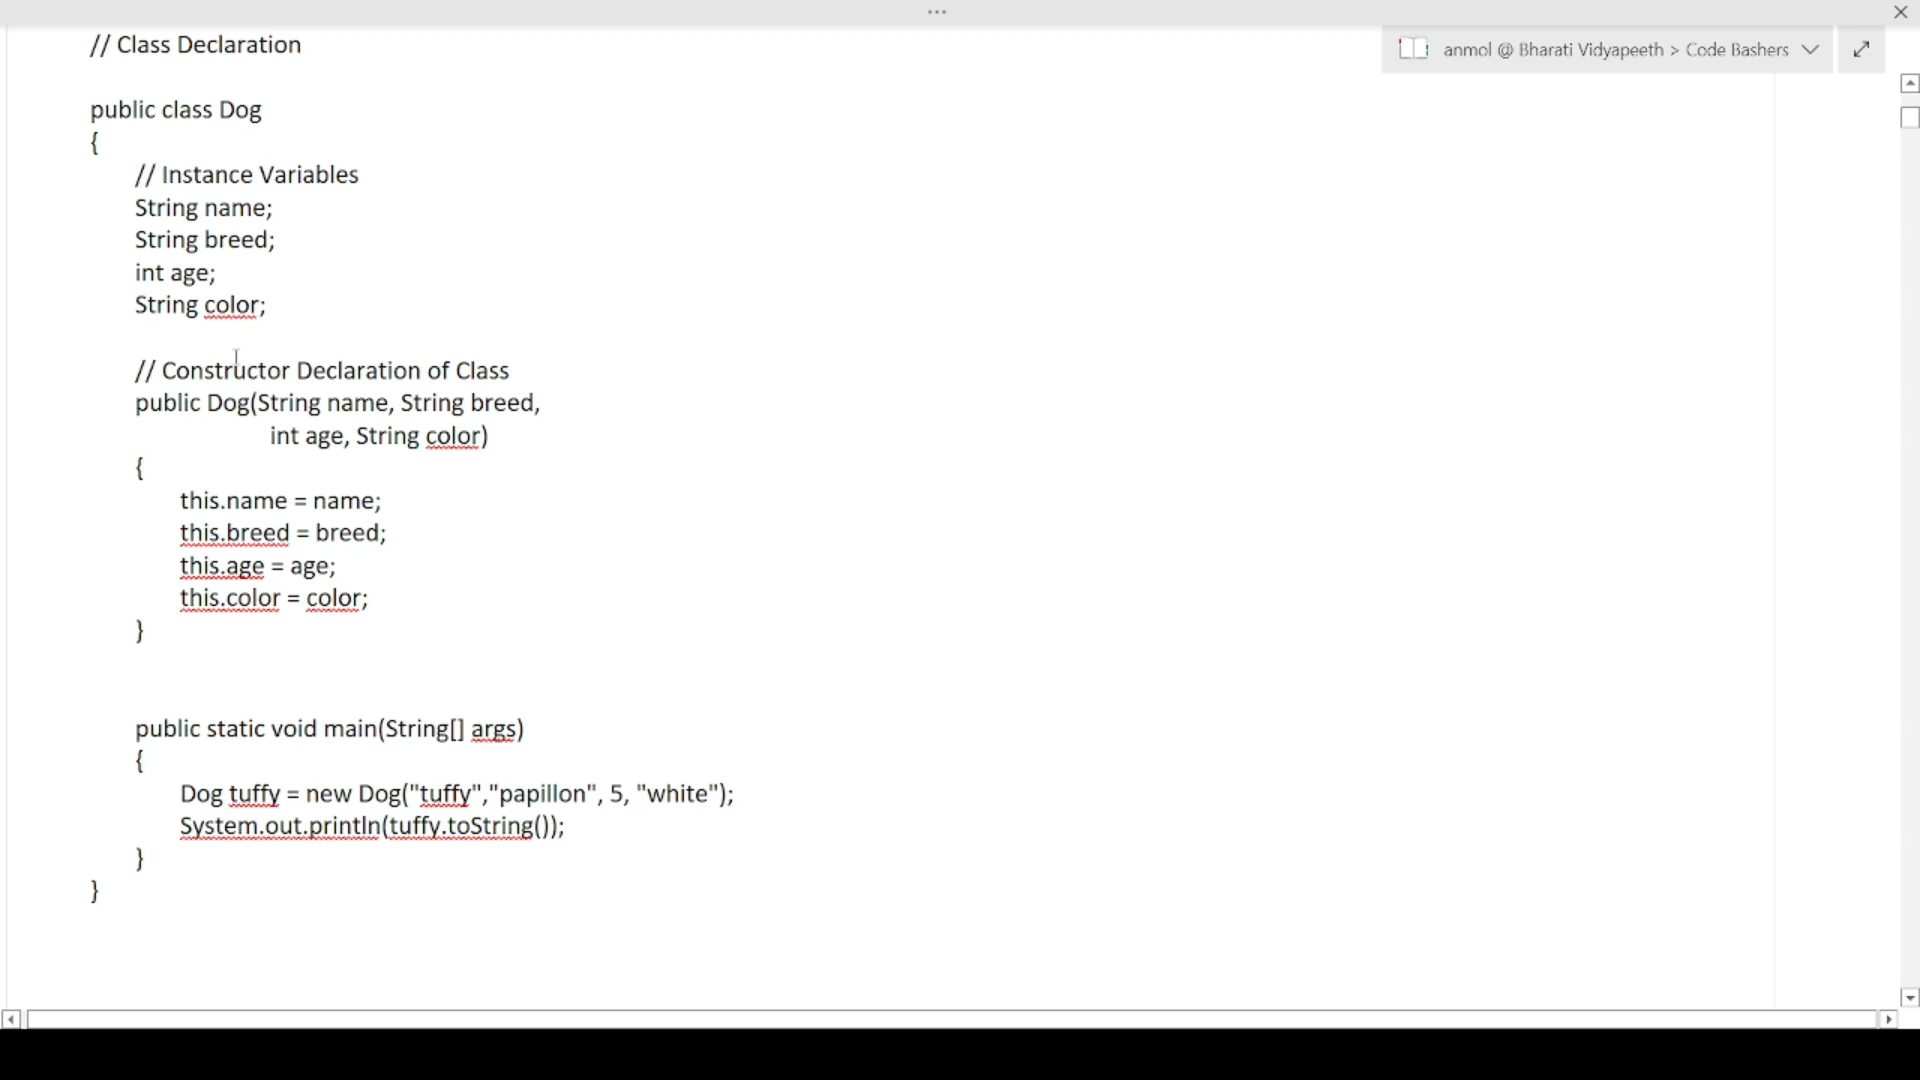 // Class Declaration
anmol @ Bharati Vidyapeeth > Code Bashers
public class Dog
{
// Instance Variables
String name;
String breed;
int age;
String color;
// Constructor Declaration of Class
public Dog(String name, String breed,
int age, String color)
{
this.name = name;
this.breed = breed;
this.age = age;
this.color = color;
}
public static void main(String[] args)
{
Dog tuffy = new Dog("tuffy","papillon", 5, "white");
System.out.println(tuffy.toString());
}
}